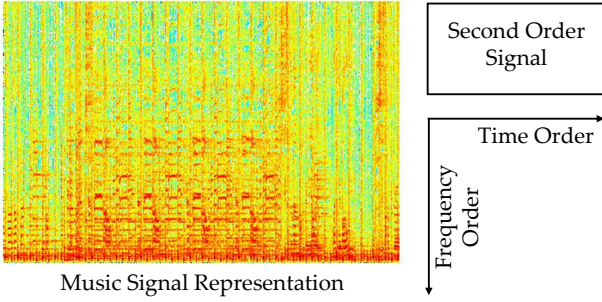 Second Order
Signal
Time Order
Frequency
Order
Music Signal Representation